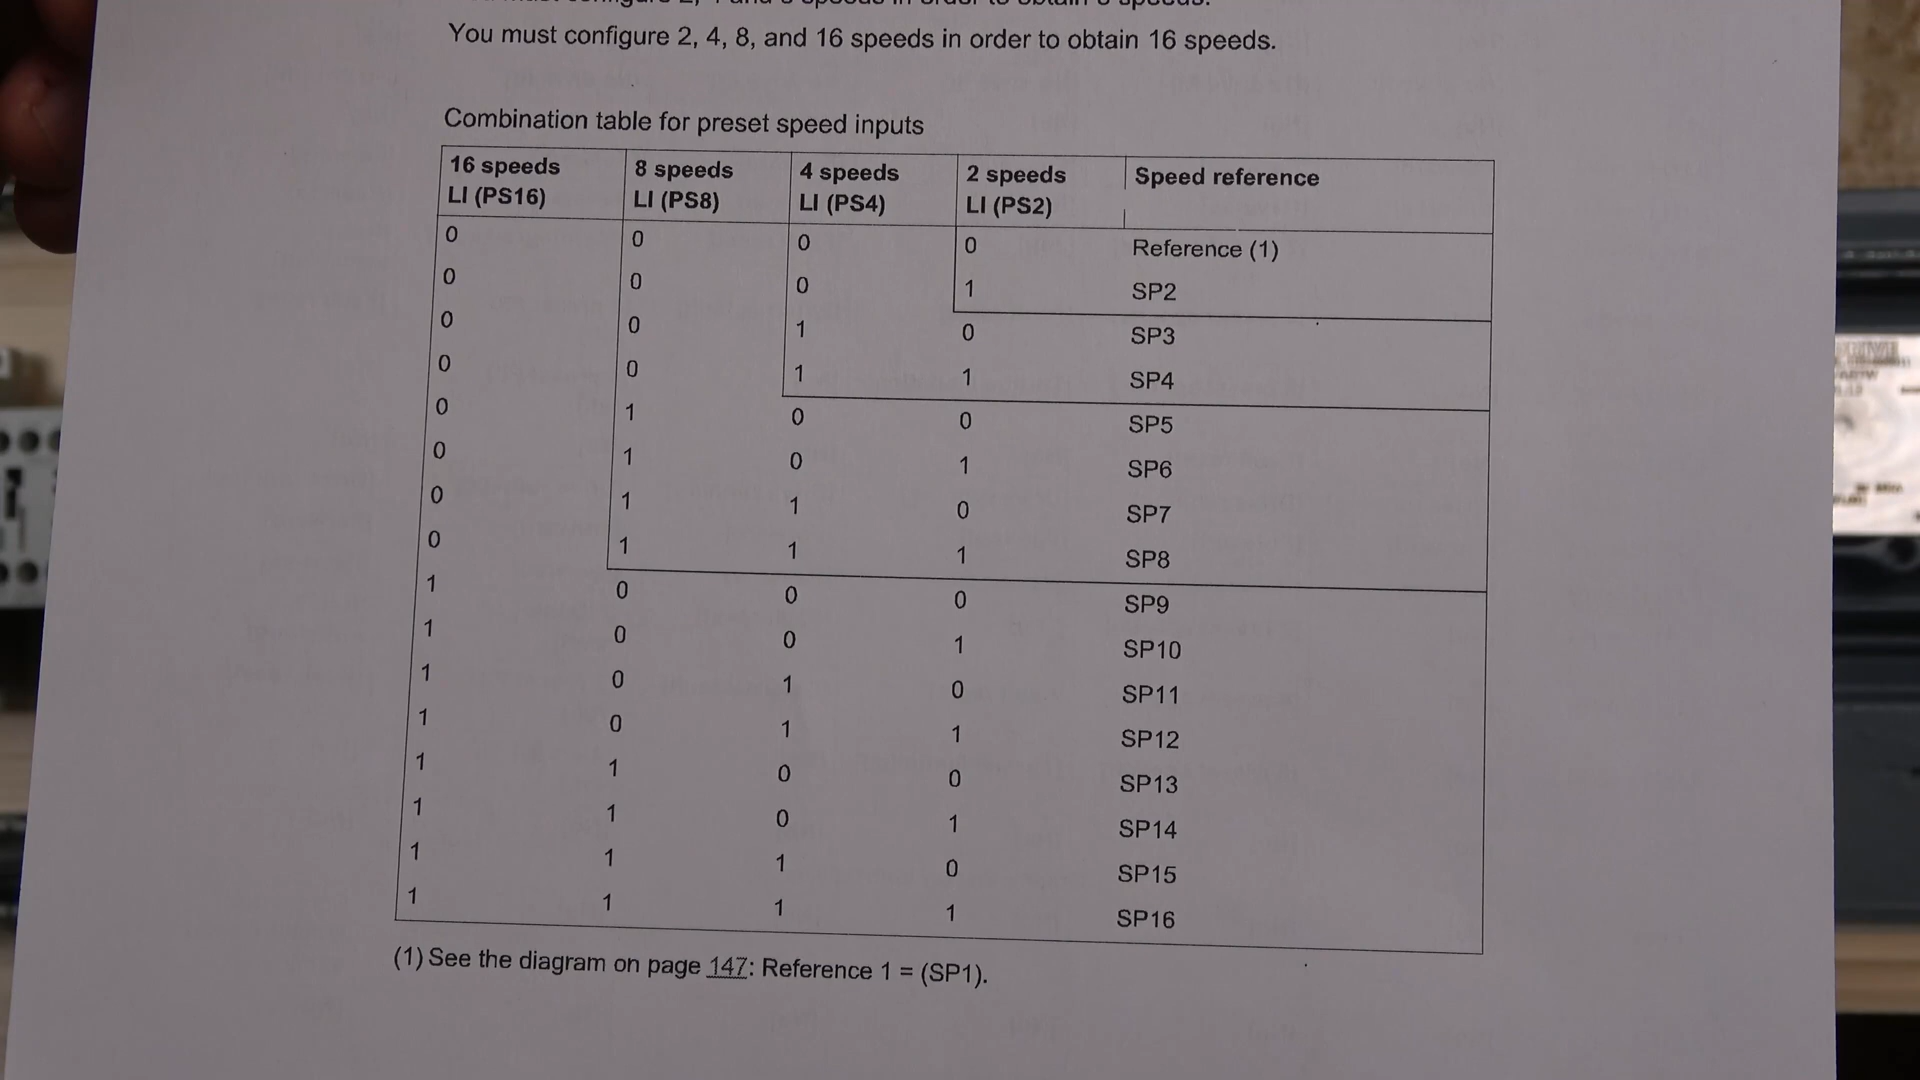 You must configure 2, 4, 8, and 16 speeds in order to obtain 16 speeds.
Combination table for preset speed inputs
16 speeds LI (PS16) 8 speeds LI (PS8) 4 speeds LI (PS4) 2 speeds LI (PS2) Speed reference
0 0 0 0 Reference (1)
0 0 0 1 SP2
0 0 1 0 SP3
0 0 1 1 SP4
0 1 0 0 SP5
0 1 0 1 SP6
0 1 1 0 SP7
0 1 1 1 SP8
1 0 0 0 SP9
1 0 0 1 SP10
1 0 1 0 SP11
1 0 1 1 SP12
1 1 0 0 SP13
1 1 0 1 SP14
1 1 1 0 SP15
1 1 1 1 SP16
(1) See the diagram on page 147: Reference 1 = (SP1).